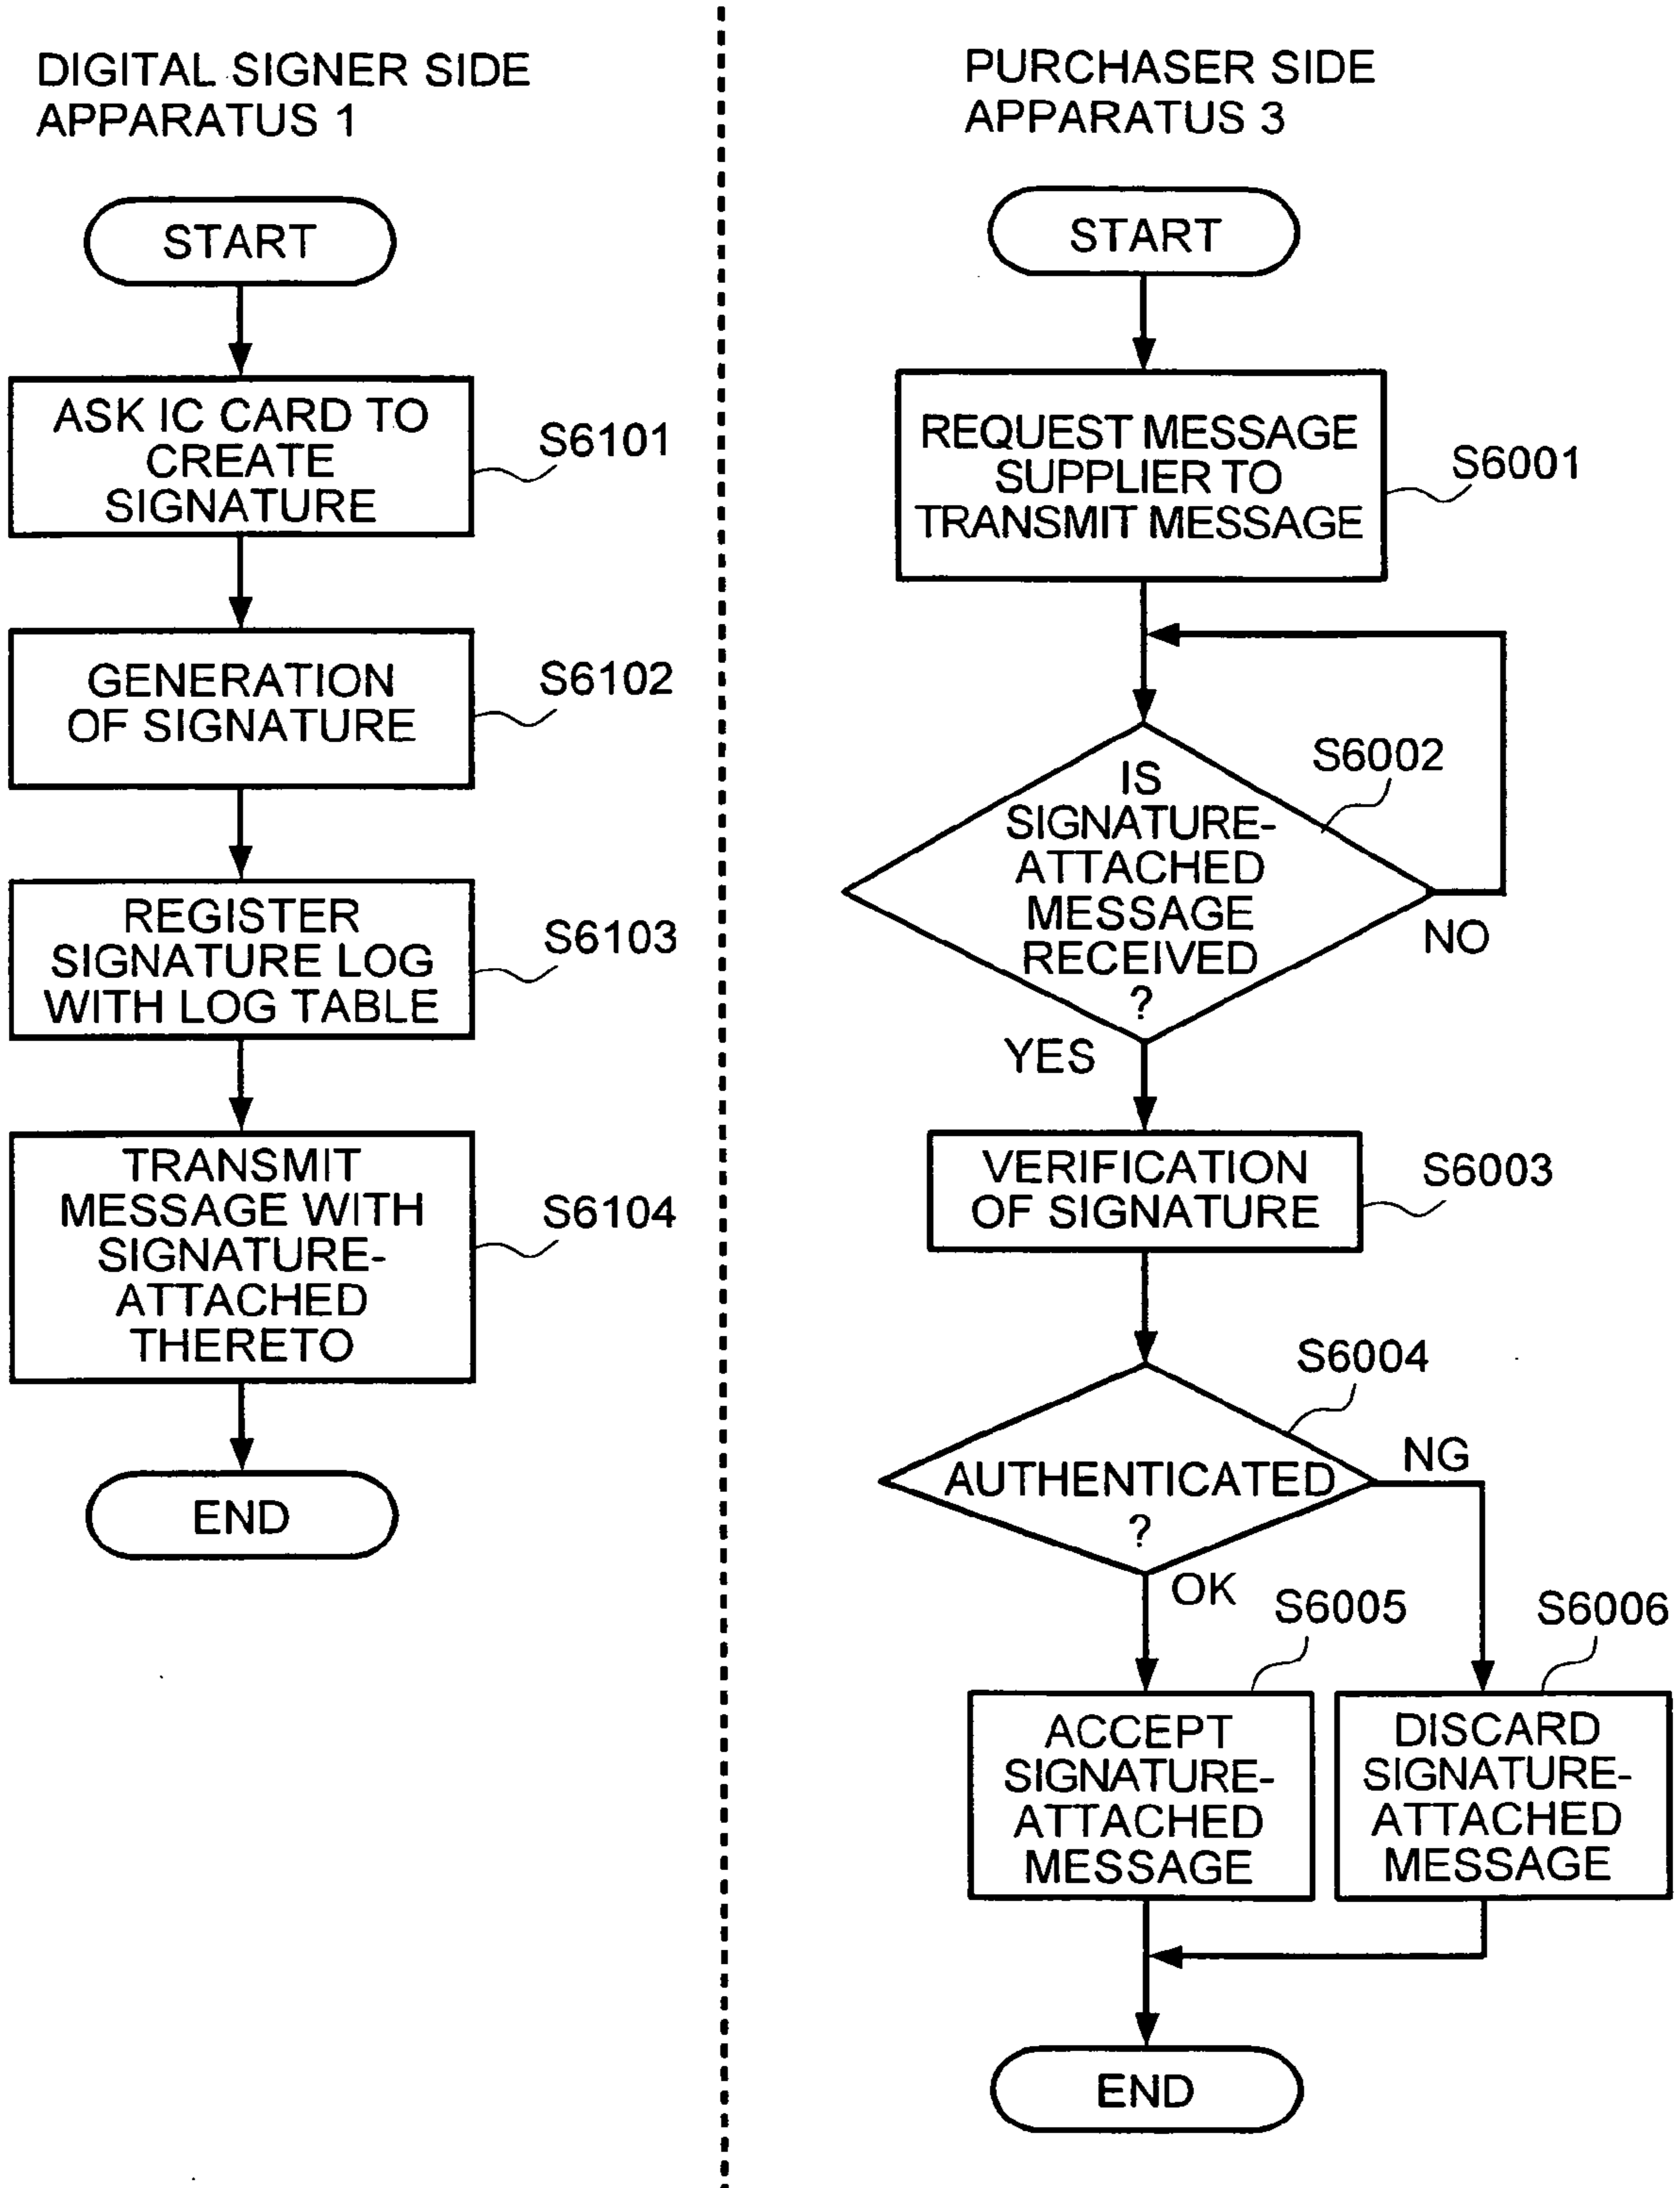 DIGITAL SIGNER SIDE
APPARATUS 1
START
ASK IC CARD TO
CREATE
SIGNATURE
S6101
GENERATION
OF SIGNATURE
S6102
REGISTER
SIGNATURE LOG
WITH LOG TABLE
S6103
TRANSMIT
MESSAGE WITH
SIGNATURE-
ATTACHED
THERETO
S6104
END
PURCHASER SIDE
APPARATUS 3
START
REQUEST MESSAGE
SUPPLIER TO
TRANSMIT MESSAGE
S6001
IS
SIGNATURE-
ATTACHED
MESSAGE
RECEIVED
?
S6002
NO
YES
VERIFICATION
OF SIGNATURE
S6003
AUTHENTICATED
?
S6004
NG
OK
S6005
ACCEPT
SIGNATURE-
ATTACHED
MESSAGE
S6006
DISCARD
SIGNATURE-
ATTACHED
MESSAGE
END